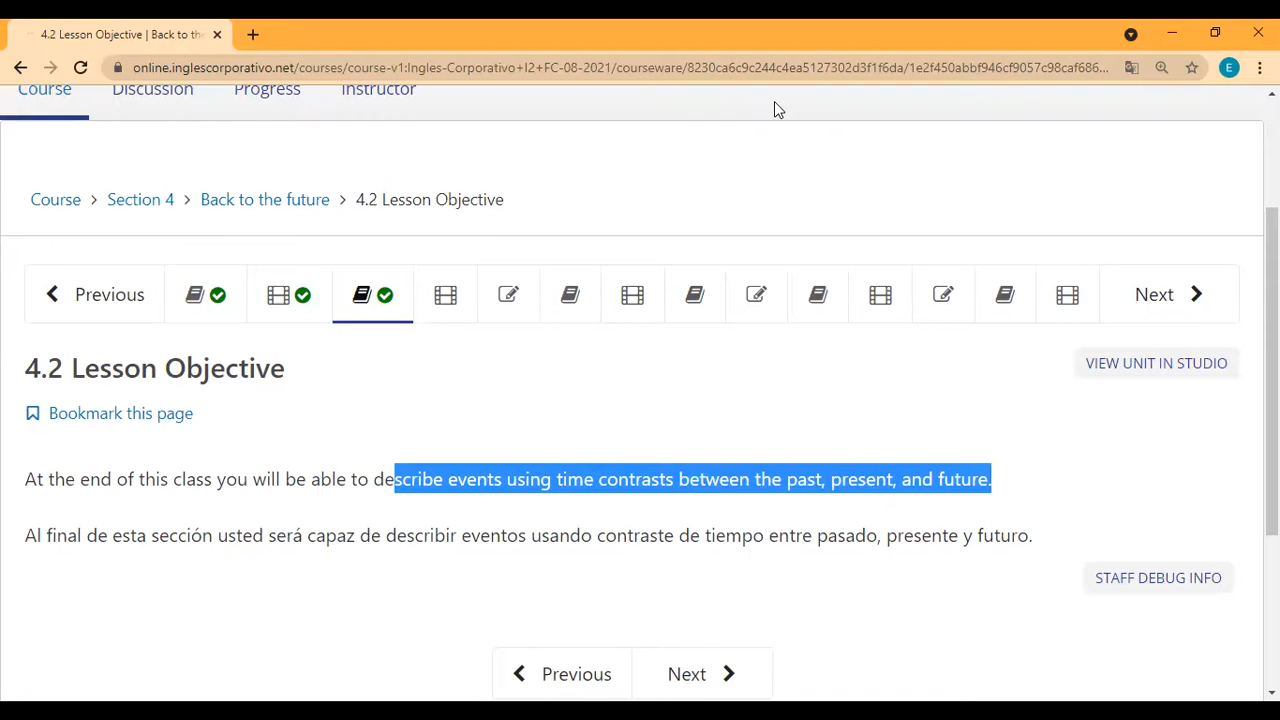 4.2 Lesson Objective | Back to th
online.inglescorporativo.net/courses/course-v1:Ingles-Corporativo+I2+FC-08-2021/courseware/8230ca6c9c244c4ea5127302d3f1f6da/1e2f450abbf946cf9057c98caf686...
E
Course Discussion Progress Instructor
Course > Section 4 > Back to the future > 4.2 Lesson Objective
Previous Next
4.2 Lesson Objective
VIEW UNIT IN STUDIO
Bookmark this page
At the end of this class you will be able to describe events using time contrasts between the past, present, and future.
Al final de esta sección usted será capaz de describir eventos usando contraste de tiempo entre pasado, presente y futuro.
STAFF DEBUG INFO
Previous Next